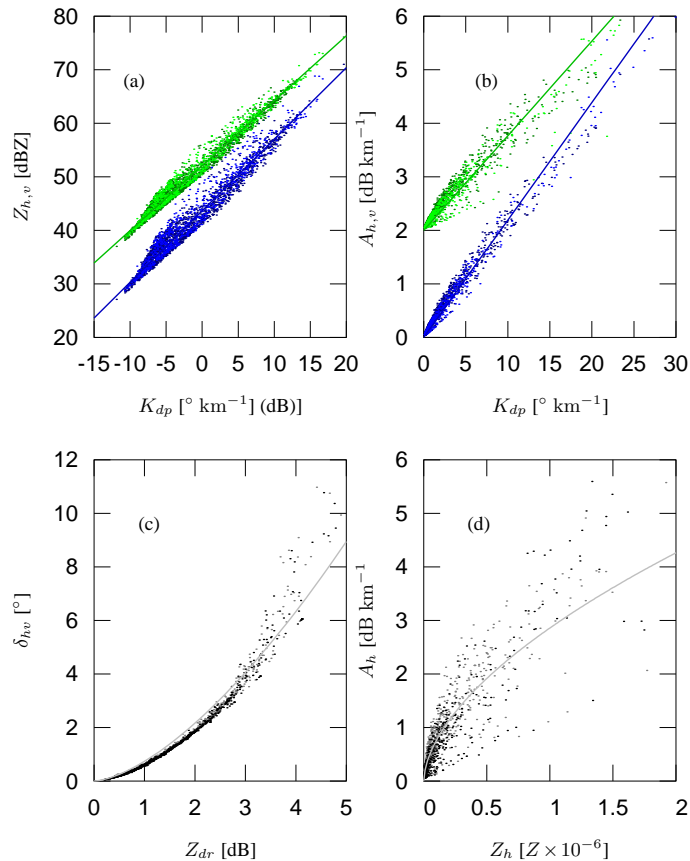 80
70
60
50
40
30
20
Z_{h,v} [dBZ]
(a)
-15 -10 -5 0 5 10 15 20
K_{dp} [° km^{-1}] (dB)]
6
5
4
3
2
1
0
A_{h,v} [dB km^{-1}]
(b)
0 5 10 15 20 25 30
K_{dp} [° km^{-1}]
12
10
8
6
4
2
0
δ_{hv} [°]
(c)
0 1 2 3 4 5
Z_{dr} [dB]
6
5
4
3
2
1
0
A_h [dB km^{-1}]
(d)
0 0.5 1 1.5 2
Z_h [Z×10^{-6}]